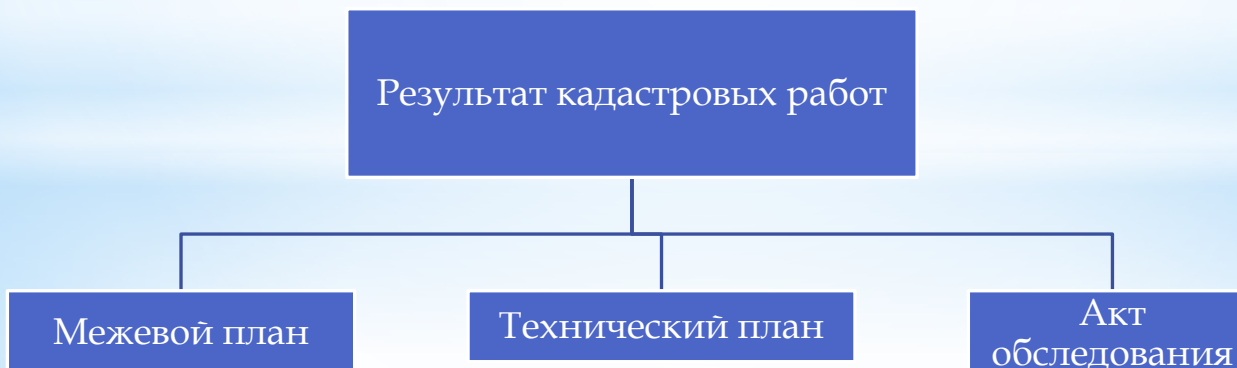 Результат кадастровых работ
Межевой план
Технический план
Акт
обследования